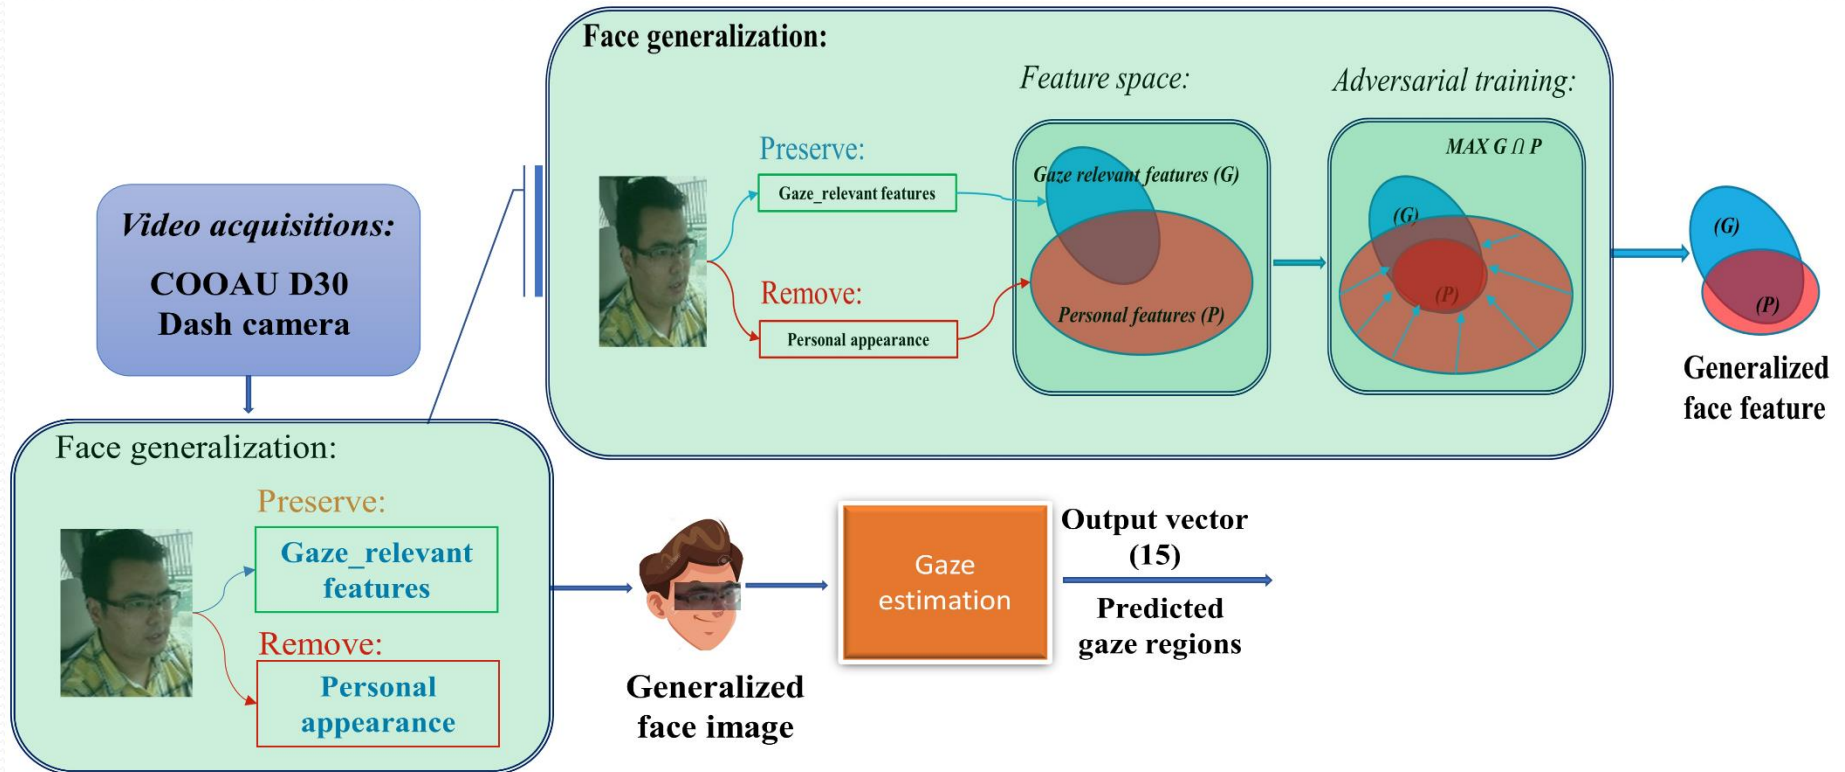 Face generalization:
Feature space:
Adversarial training:
Preserve:
Gaze_relevant features
Remove:
Personal appearance
Gaze relevant features (G)
Personal features (P)
MAX G ∩ P
(G)
(P)
(G)
(P)
Generalized
face feature
Video acquisitions:
COOAU D30
Dash camera
Face generalization:
Preserve:
Gaze_relevant
features
Remove:
Personal
appearance
Generalized
face image
Gaze
estimation
Output vector
(15)
Predicted
gaze regions